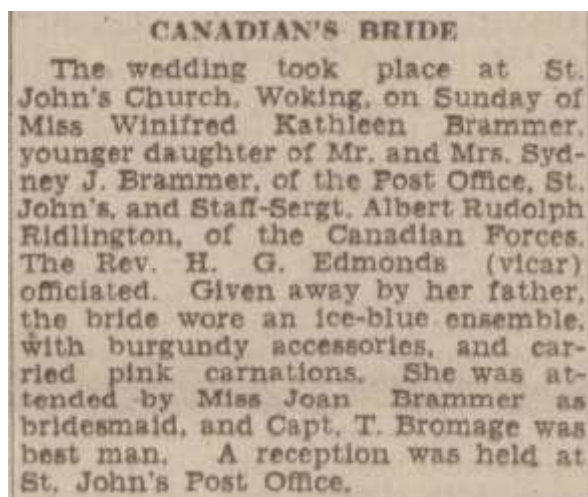 CANADIAN'S BRIDE
The wedding took place at St.
John's Church, Woking, on Sunday of
Miss Winifred Kathleen Brammer
younger daughter of Mr. and Mrs. Syd-
ney J. Brammer, of the Post Office, St.
John's, and Staff-Sergt. Albert Rudolph
Ridlington, of the Canadian Forces
The Rev. H. G. Edmonds (vicar)
officiated. Given away by her father
the bride wore an ice-blue ensemble
with burgundy accessories, and car-
ried pink carnations. She was at-
tended by Miss Joan Brammer as
bridesmaid, and Capt. T. Bromage was
best man. A reception was held at
St. John's Post Office.